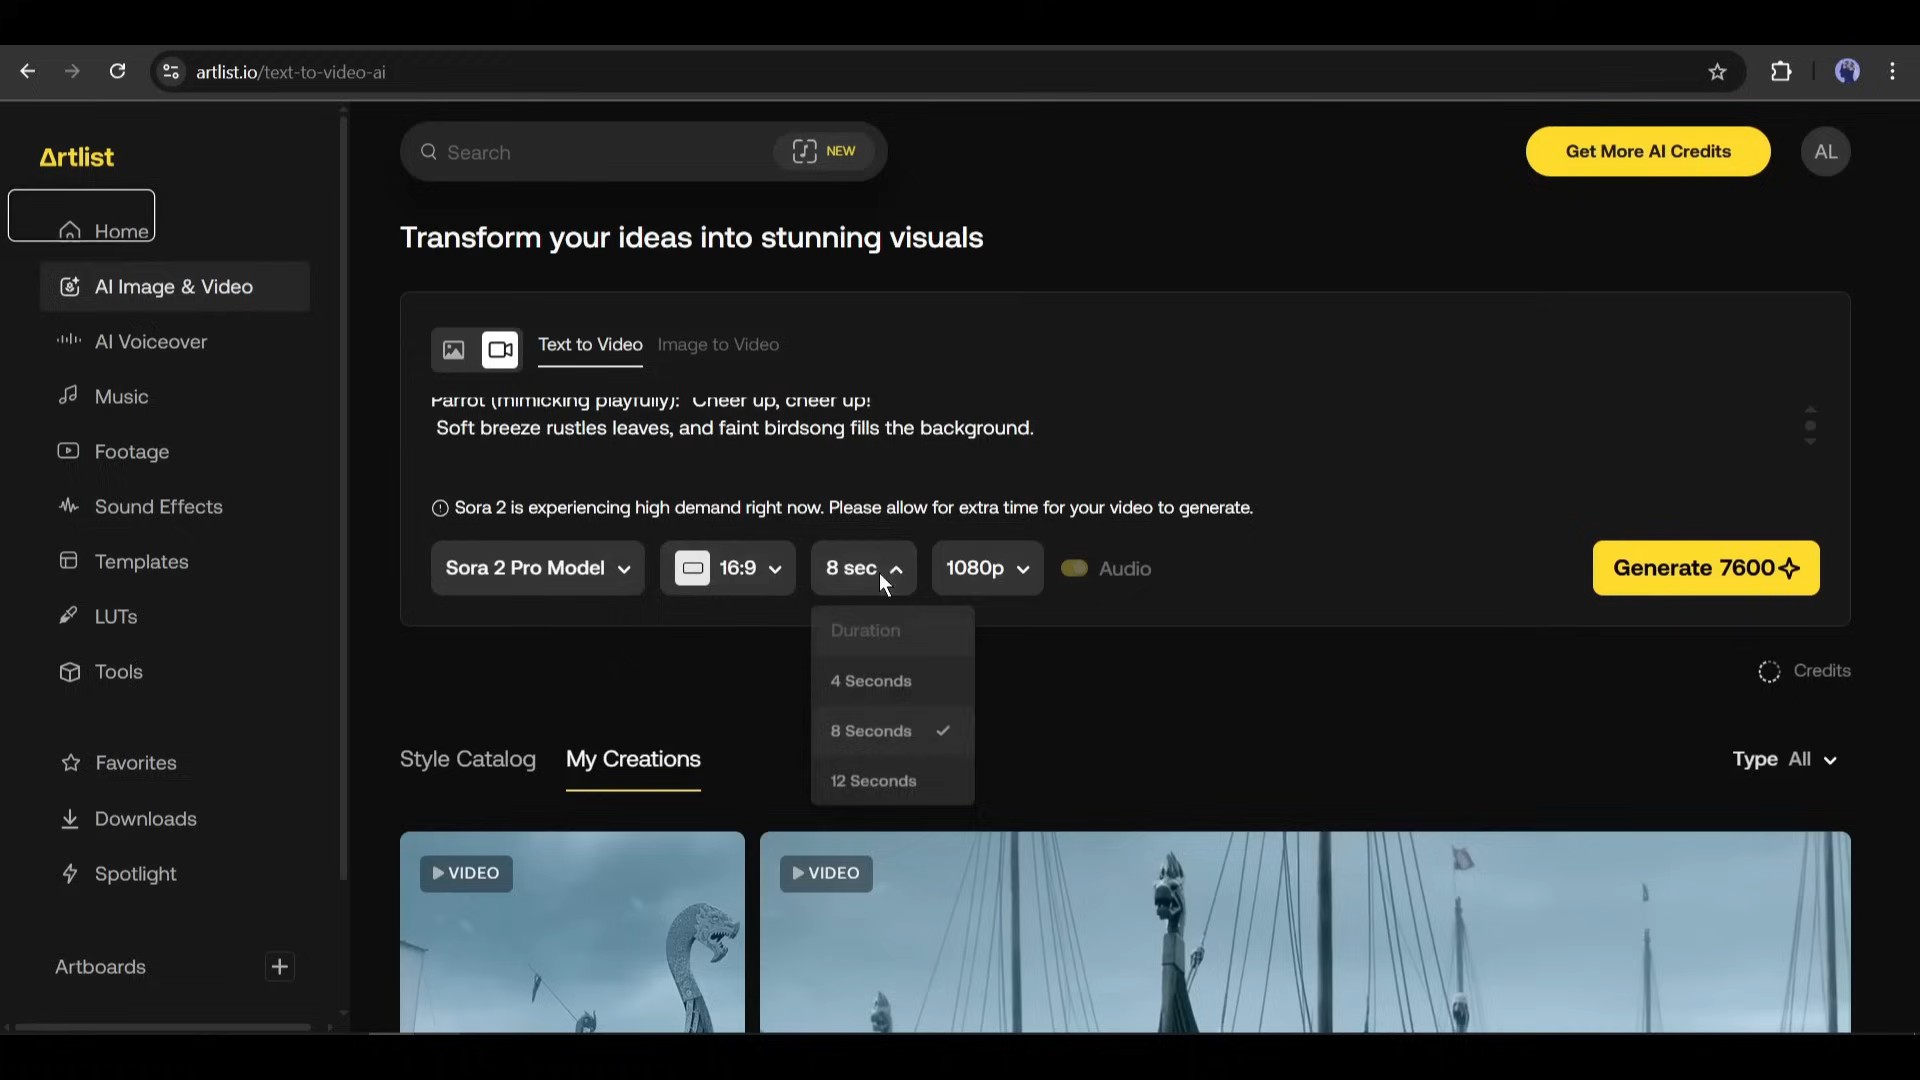 artlist.io/text-to-video-ai
Artlist
Search
NEW
Get More AI Credits
AL
Home
AI Image & Video
AI Voiceover
Music
Footage
Sound Effects
Templates
LUTs
Tools
Favorites
Downloads
Spotlight
Artboards
Transform your ideas into stunning visuals
Text to Video Image to Video
Parrot (mimicking playfully): "Cheer up, cheer up!"
Soft breeze rustles leaves, and faint birdsong fills the background.
Sora 2 is experiencing high demand right now. Please allow for extra time for your video to generate.
Sora 2 Pro Model 16:9 8 sec 1080p Audio Generate 7600
Duration
4 Seconds
8 Seconds
12 Seconds
Credits
Style Catalog My Creations
Type All
VIDEO
VIDEO